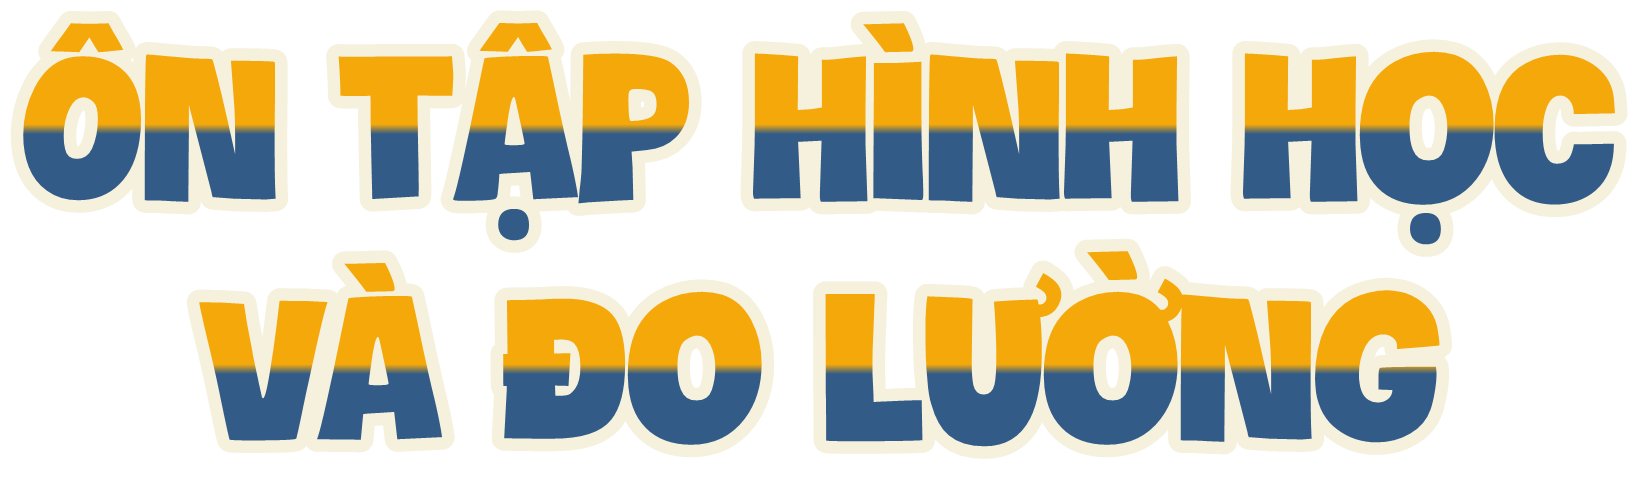 ÔN TẬP HÌNH HỌC
VÀ ĐO LƯỜNG